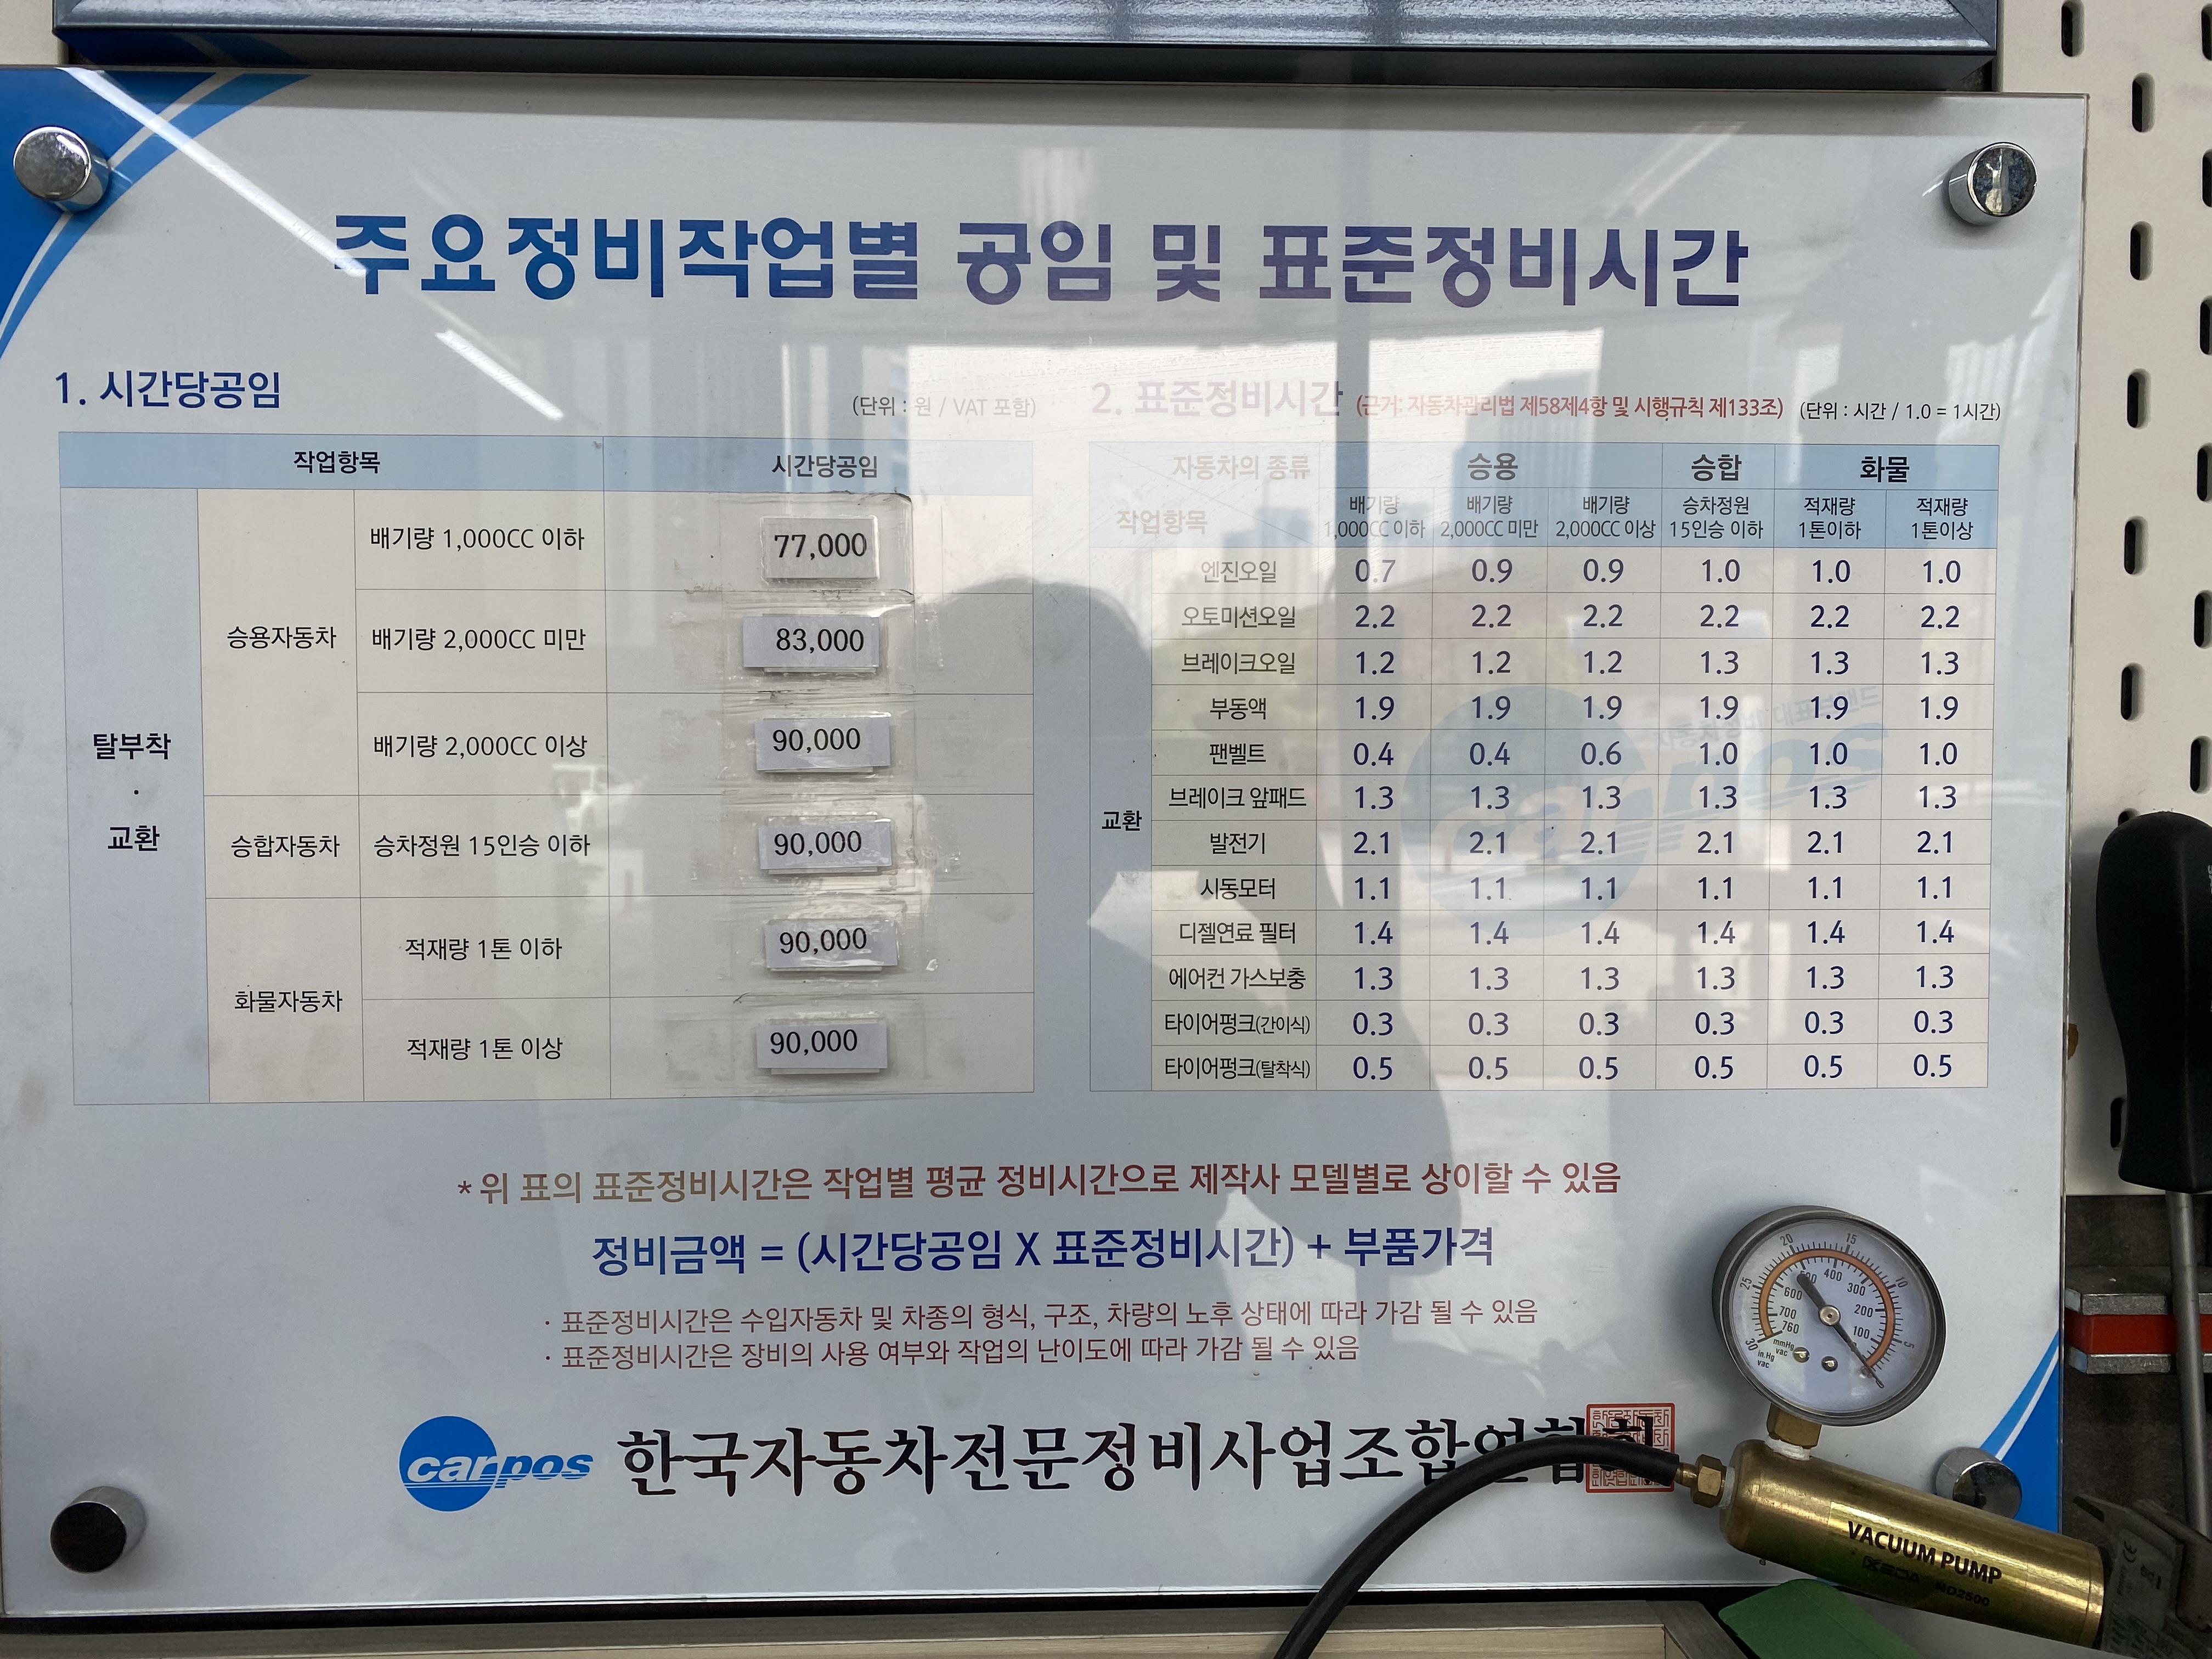 주요정비작업별 공임 및 표준정비시간
1. 시간당공임
(단위 : 원 / VAT 포함)
작업항목 시간당공임
탈부착 · 교환
승용자동차 배기량 1,000CC 이하 77,000
배기량 2,000CC 미만 83,000
배기량 2,000CC 이상 90,000
승합자동차 승차정원 15인승 이하 90,000
화물자동차 적재량 1톤 이하 90,000
적재량 1톤 이상 90,000
2. 표준정비시간 (근거: 자동차관리법 제58제4항 및 시행규칙 제133조) (단위 : 시간 / 1.0 = 1시간)
자동차의 종류 승용 승합 화물
작업항목 배기량 1,000CC 이하 배기량 2,000CC 미만 배기량 2,000CC 이상 승차정원 15인승 이하 적재량 1톤이하 적재량 1톤이상
교환
엔진오일 0.7 0.9 0.9 1.0 1.0 1.0
오토미션오일 2.2 2.2 2.2 2.2 2.2 2.2
브레이크오일 1.2 1.2 1.2 1.3 1.3 1.3
부동액 1.9 1.9 1.9 1.9 1.9 1.9
팬벨트 0.4 0.4 0.6 1.0 1.0 1.0
브레이크 앞패드 1.3 1.3 1.3 1.3 1.3 1.3
발전기 2.1 2.1 2.1 2.1 2.1 2.1
시동모터 1.1 1.1 1.1 1.1 1.1 1.1
디젤연료 필터 1.4 1.4 1.4 1.4 1.4 1.4
에어컨 가스보충 1.3 1.3 1.3 1.3 1.3 1.3
타이어펑크(간이식) 0.3 0.3 0.3 0.3 0.3 0.3
타이어펑크(탈착식) 0.5 0.5 0.5 0.5 0.5 0.5
carpos
* 위 표의 표준정비시간은 작업별 평균 정비시간으로 제작사 모델별로 상이할 수 있음
정비금액 = (시간당공임 X 표준정비시간) + 부품가격
· 표준정비시간은 수입자동차 및 차종의 형식, 구조, 차량의 노후 상태에 따라 가감 될 수 있음
· 표준정비시간은 장비의 사용 여부와 작업의 난이도에 따라 가감 될 수 있음
carpos 한국자동차전문정비사업조합연합회
25 20 15 10 5
30
760 700 600 500 400 300 200 100
mmHg vac
in.Hg vac
VACUUM PUMP